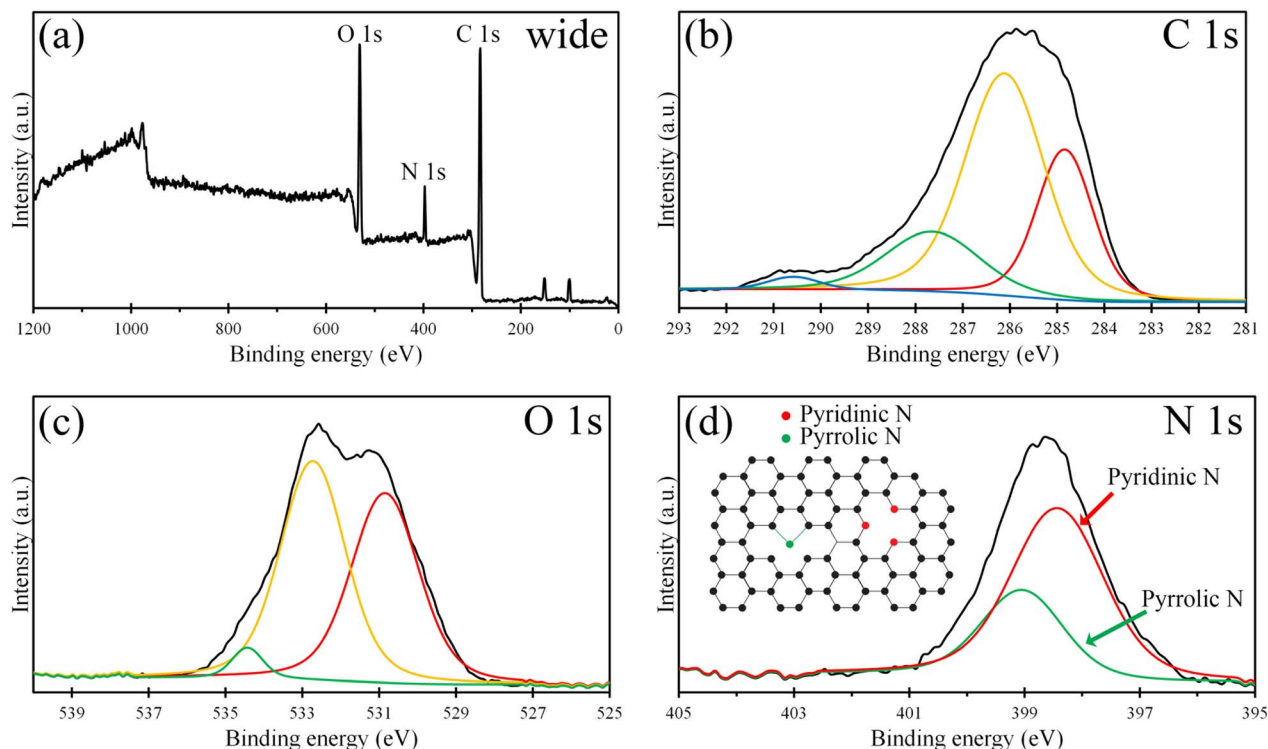 (a)
wide
O 1s
C 1s
N 1s
Intensity (a.u.)
1200
1000
800
600
400
200
0
Binding energy (eV)
(b)
C 1s
Intensity (a.u.)
293
292
291
290
289
288
287
286
285
284
283
282
281
Binding energy (eV)
(c)
O 1s
Intensity (a.u.)
539
537
535
533
531
529
527
525
Binding energy (eV)
(d)
N 1s
Pyridinic N
Pyrrolic N
Pyridinic N
Pyrrolic N
Intensity (a.u.)
405
403
401
399
397
395
Binding energy (eV)